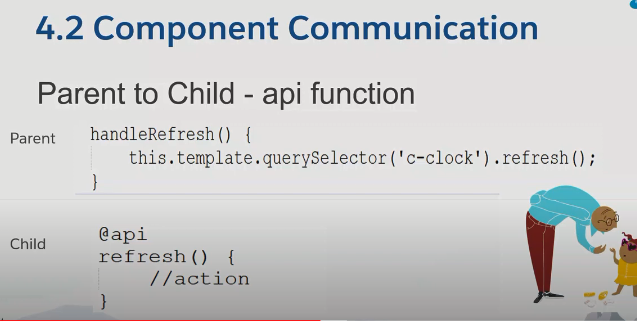 4.2 Component Communication
Parent to Child - api function
Parent
handleRefresh() {
this.template.querySelector('c-clock').refresh();
}
Child
@api
refresh() {
//action
}